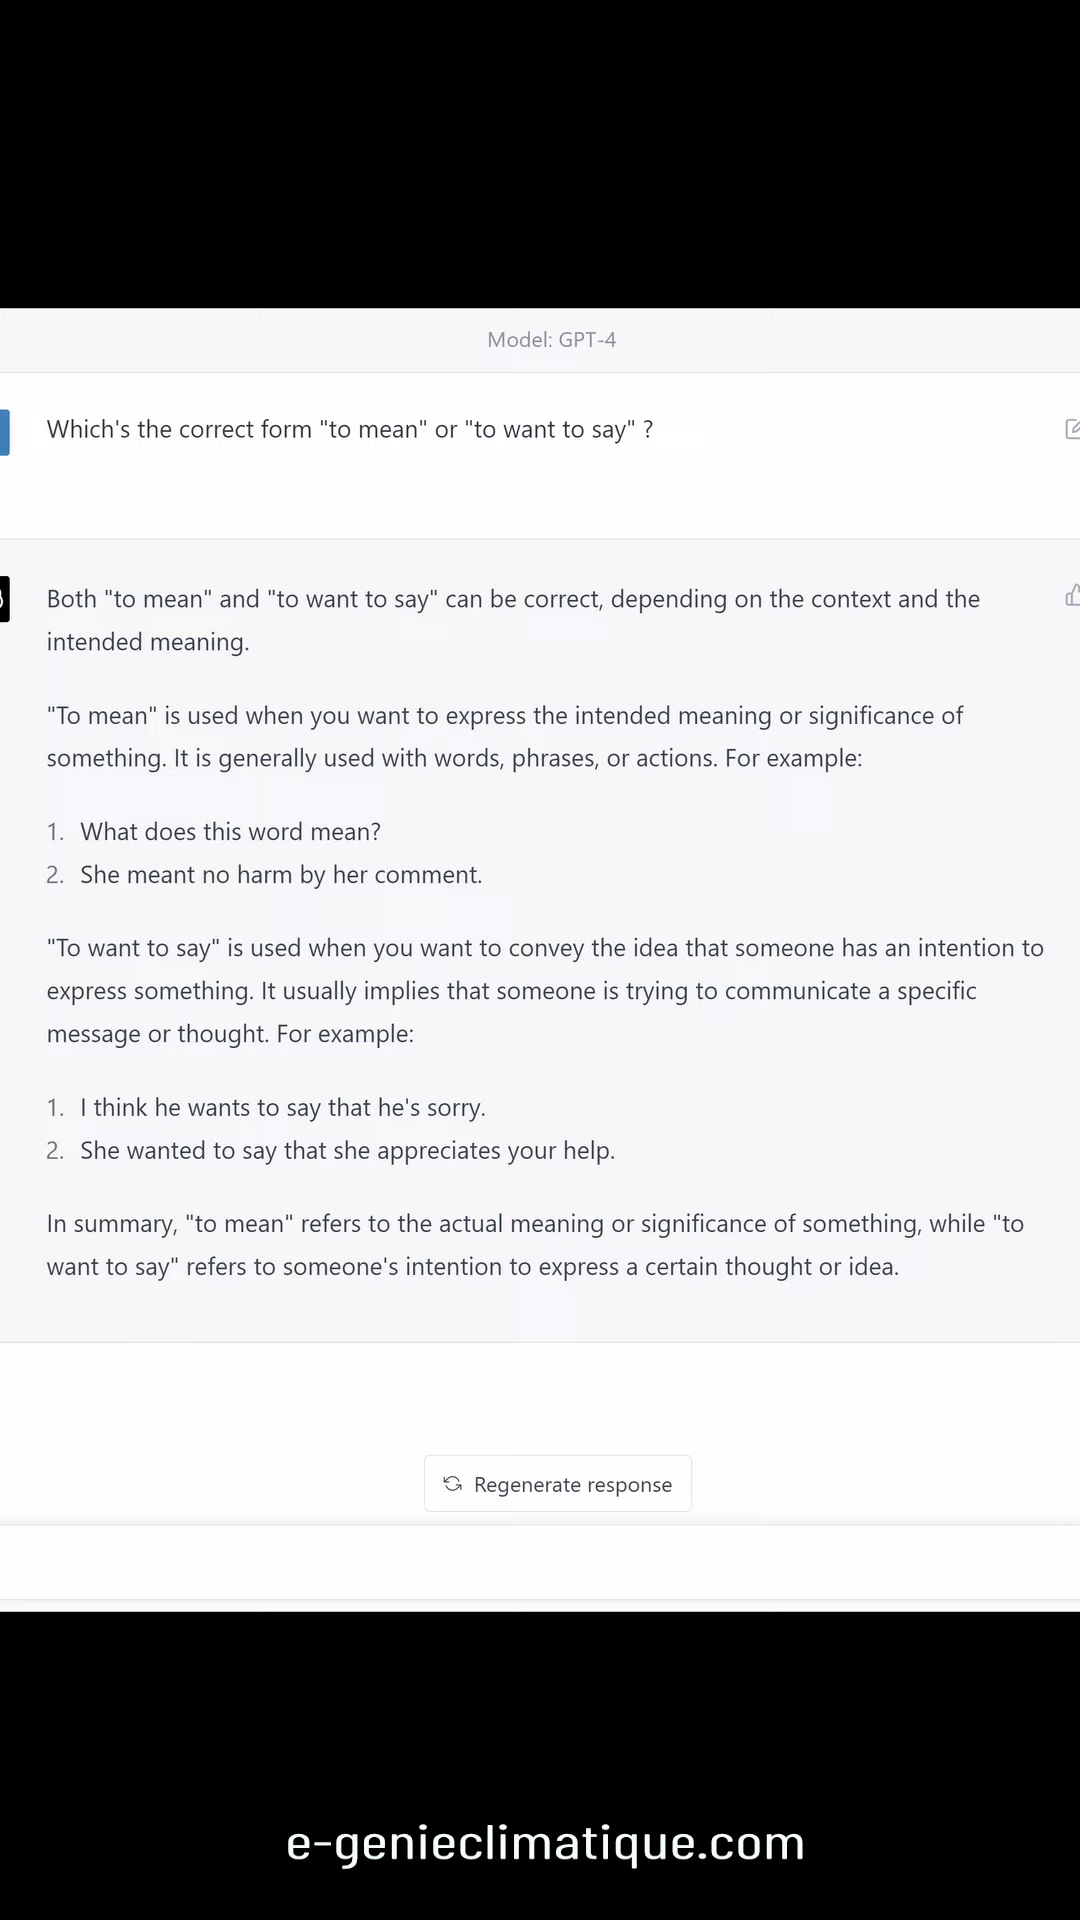 Model: GPT-4
Which's the correct form "to mean" or "to want to say" ?
Both "to mean" and "to want to say" can be correct, depending on the context and the
intended meaning.
"To mean" is used when you want to express the intended meaning or significance of
something. It is generally used with words, phrases, or actions. For example:
1. What does this word mean?
2. She meant no harm by her comment.
"To want to say" is used when you want to convey the idea that someone has an intention to
express something. It usually implies that someone is trying to communicate a specific
message or thought. For example:
1. I think he wants to say that he's sorry.
2. She wanted to say that she appreciates your help.
In summary, "to mean" refers to the actual meaning or significance of something, while "to
want to say" refers to someone's intention to express a certain thought or idea.
Regenerate response
e-genieclimatique.com